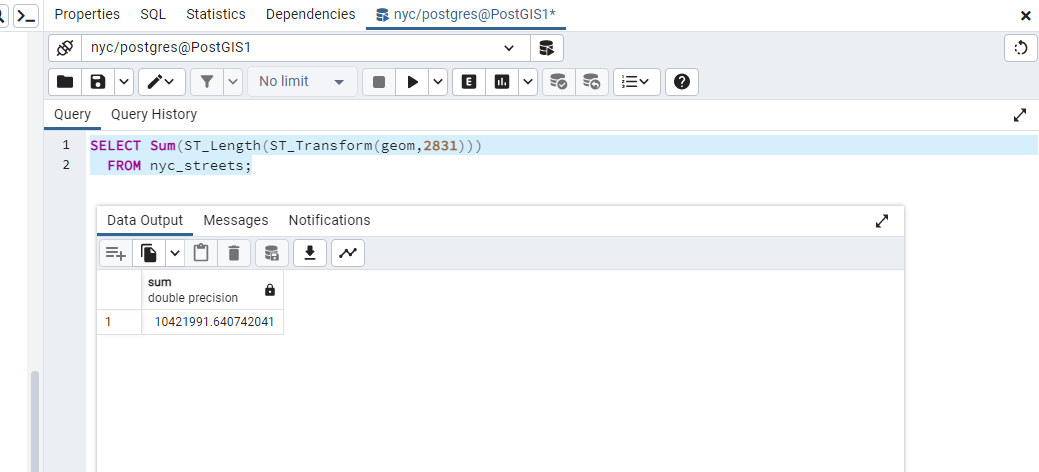 Properties SQL Statistics Dependencies nyc/postgres@PostGIS1*
nyc/postgres@PostGIS1
No limit
E
Query Query History
1 SELECT Sum(ST_Length(ST_Transform(geom,2831)))
2 FROM nyc_streets;
Data Output Messages Notifications
sum
double precision
1 10421991.640742041